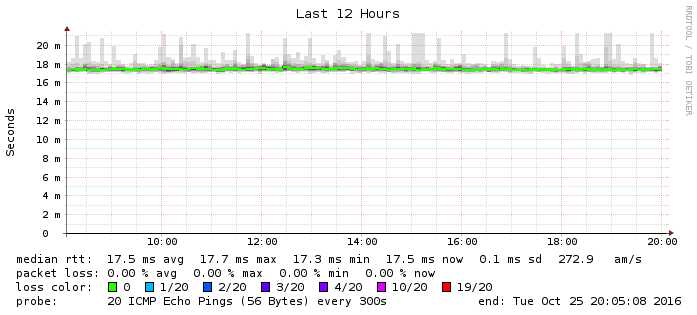 Last 12 Hours
RRDTOOL / TOBI OETIKER
Seconds
20 m
18 m
16 m
14 m
12 m
10 m
8 m
6 m
4 m
2 m
0
10:00 12:00 14:00 16:00 18:00 20:00
median rtt: 17.5 ms avg 17.7 ms max 17.3 ms min 17.5 ms now 0.1 ms sd 272.9 am/s
packet loss: 0.00 % avg 0.00 % max 0.00 % min 0.00 % now
loss color: 0 1/20 2/20 3/20 4/20 10/20 19/20
probe: 20 ICMP Echo Pings (56 Bytes) every 300s end: Tue Oct 25 20:05:08 2016